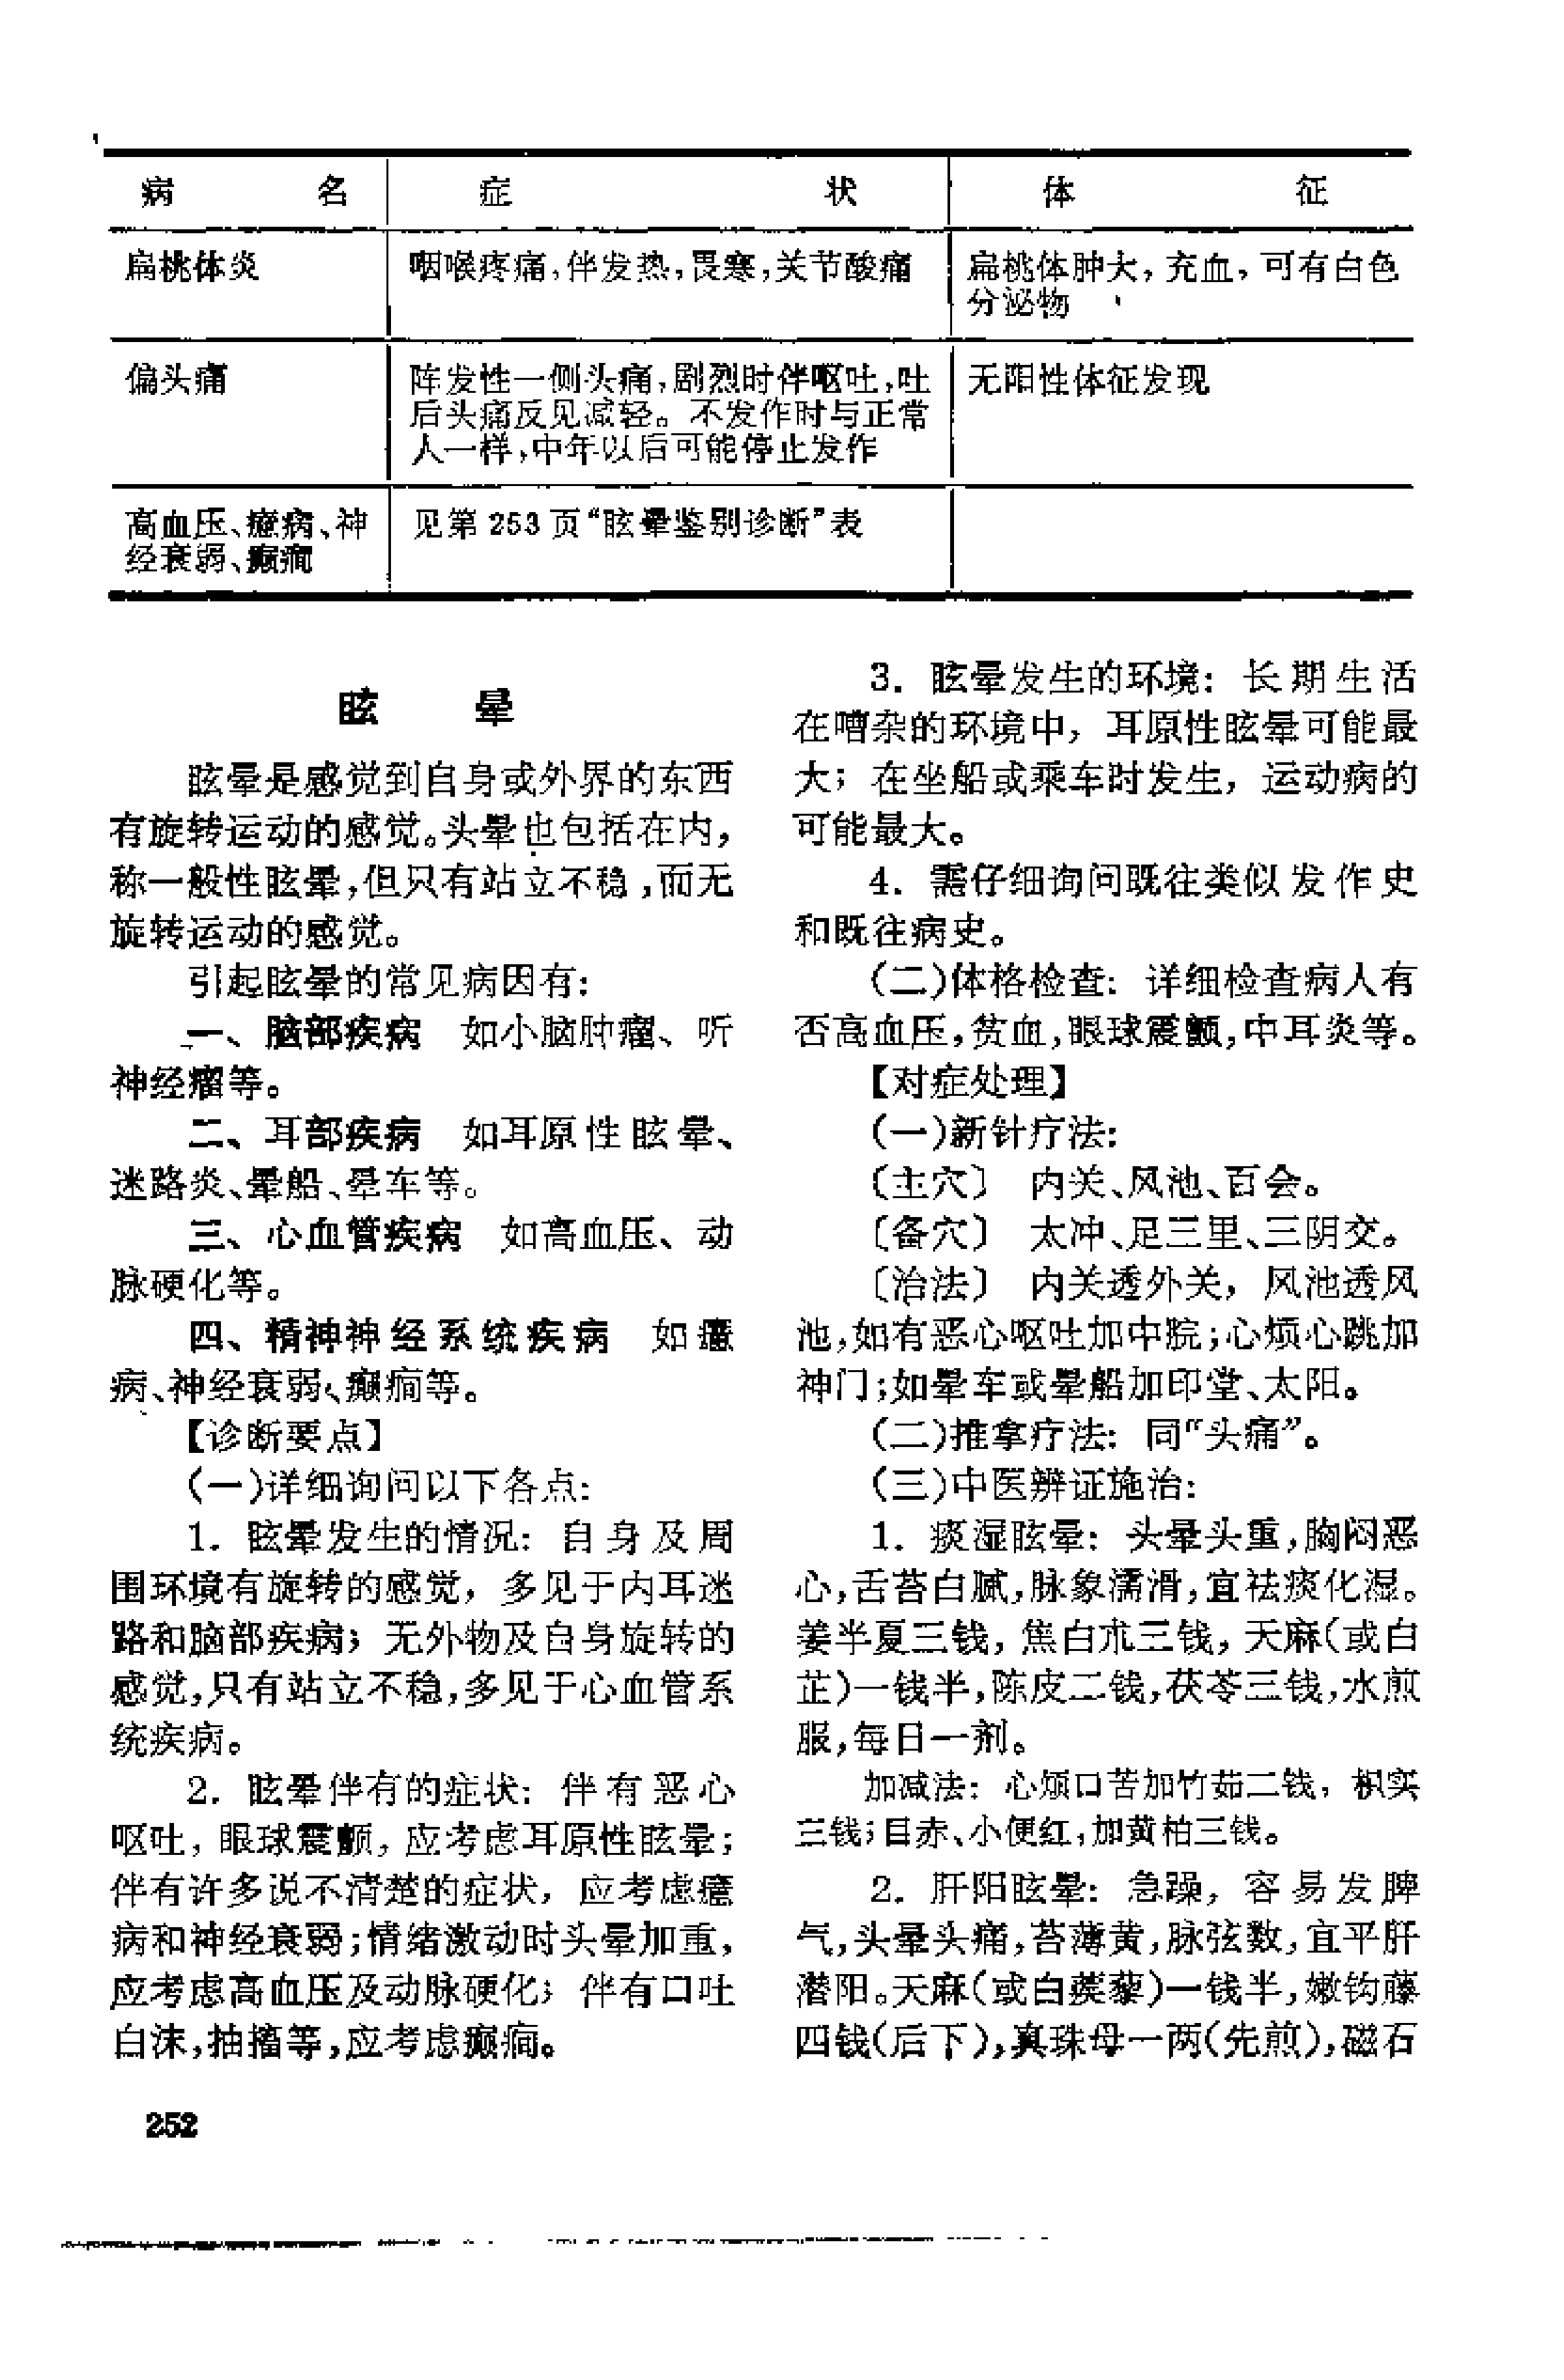 病名 症状 体征
扁桃体炎 咽喉疼痛,伴发热,畏寒,关节酸痛 扁桃体肿大,充血,可有白色
分泌物
偏头痛 阵发性一侧头痛,剧烈时伴呕吐,吐 无阳性体征发现
后头痛反见减轻。不发作时与正常
人一样,中年以后可能停止发作
高血压、癔病、神 见第253页“眩晕鉴别诊断”表
经衰弱、癫痫
眩晕
眩晕是感觉到自身或外界的东西
有旋转运动的感觉。头晕也包括在内,
称一般性眩晕,但只有站立不稳,而无
旋转运动的感觉。
引起眩晕的常见病因有:
一、脑部疾病 如小脑肿瘤、听
神经瘤等。
二、耳部疾病 如耳原性眩晕、
迷路炎、晕船、晕车等。
三、心血管疾病 如高血压、动
脉硬化等。
四、精神神经系统疾病 如癔
病、神经衰弱、癫痫等。
【诊断要点】
(一)详细询问以下各点:
1. 眩晕发生的情况: 自身及周
围环境有旋转的感觉,多见于内耳迷
路和脑部疾病;无外物及自身旋转的
感觉,只有站立不稳,多见于心血管系
统疾病。
2. 眩晕伴有的症状: 伴有恶心
呕吐,眼球震颤,应考虑耳原性眩晕;
伴有许多说不清楚的症状,应考虑癔
病和神经衰弱;情绪激动时头晕加重,
应考虑高血压及动脉硬化;伴有口吐
白沫,抽搐等,应考虑癫痫。
3. 眩晕发生的环境: 长期生活
在嘈杂的环境中,耳原性眩晕可能最
大;在坐船或乘车时发生,运动病的
可能最大。
4. 需仔细询问既往类似发作史
和既往病史。
(二)体格检查: 详细检查病人有
否高血压,贫血,眼球震颤,中耳炎等。
【对症处理】
(一)新针疗法:
〔主穴〕 内关、风池、百会。
〔备穴〕 太冲、足三里、三阴交。
〔治法〕 内关透外关,风池透风
池,如有恶心呕吐加中脘;心烦心跳加
神门;如晕车或晕船加印堂、太阳。
(二)推拿疗法: 同“头痛”。
(三)中医辨证施治:
1. 痰湿眩晕: 头晕头重,胸闷恶
心,舌苔白腻,脉象濡滑,宜祛痰化湿。
姜半夏三钱,焦白朮三钱,天麻(或白
芷)一钱半,陈皮二钱,茯苓三钱,水煎
服,每日一剂。
加减法: 心烦口苦加竹茹二钱,枳实
三钱;目赤、小便红,加黄柏三钱。
2. 肝阳眩晕: 急躁,容易发脾
气,头晕头痛,苔薄黄,脉弦数,宜平肝
潜阳。天麻(或白蒺藜)一钱半,嫩钩藤
四钱(后下),真珠母一两(先煎),磁石
252